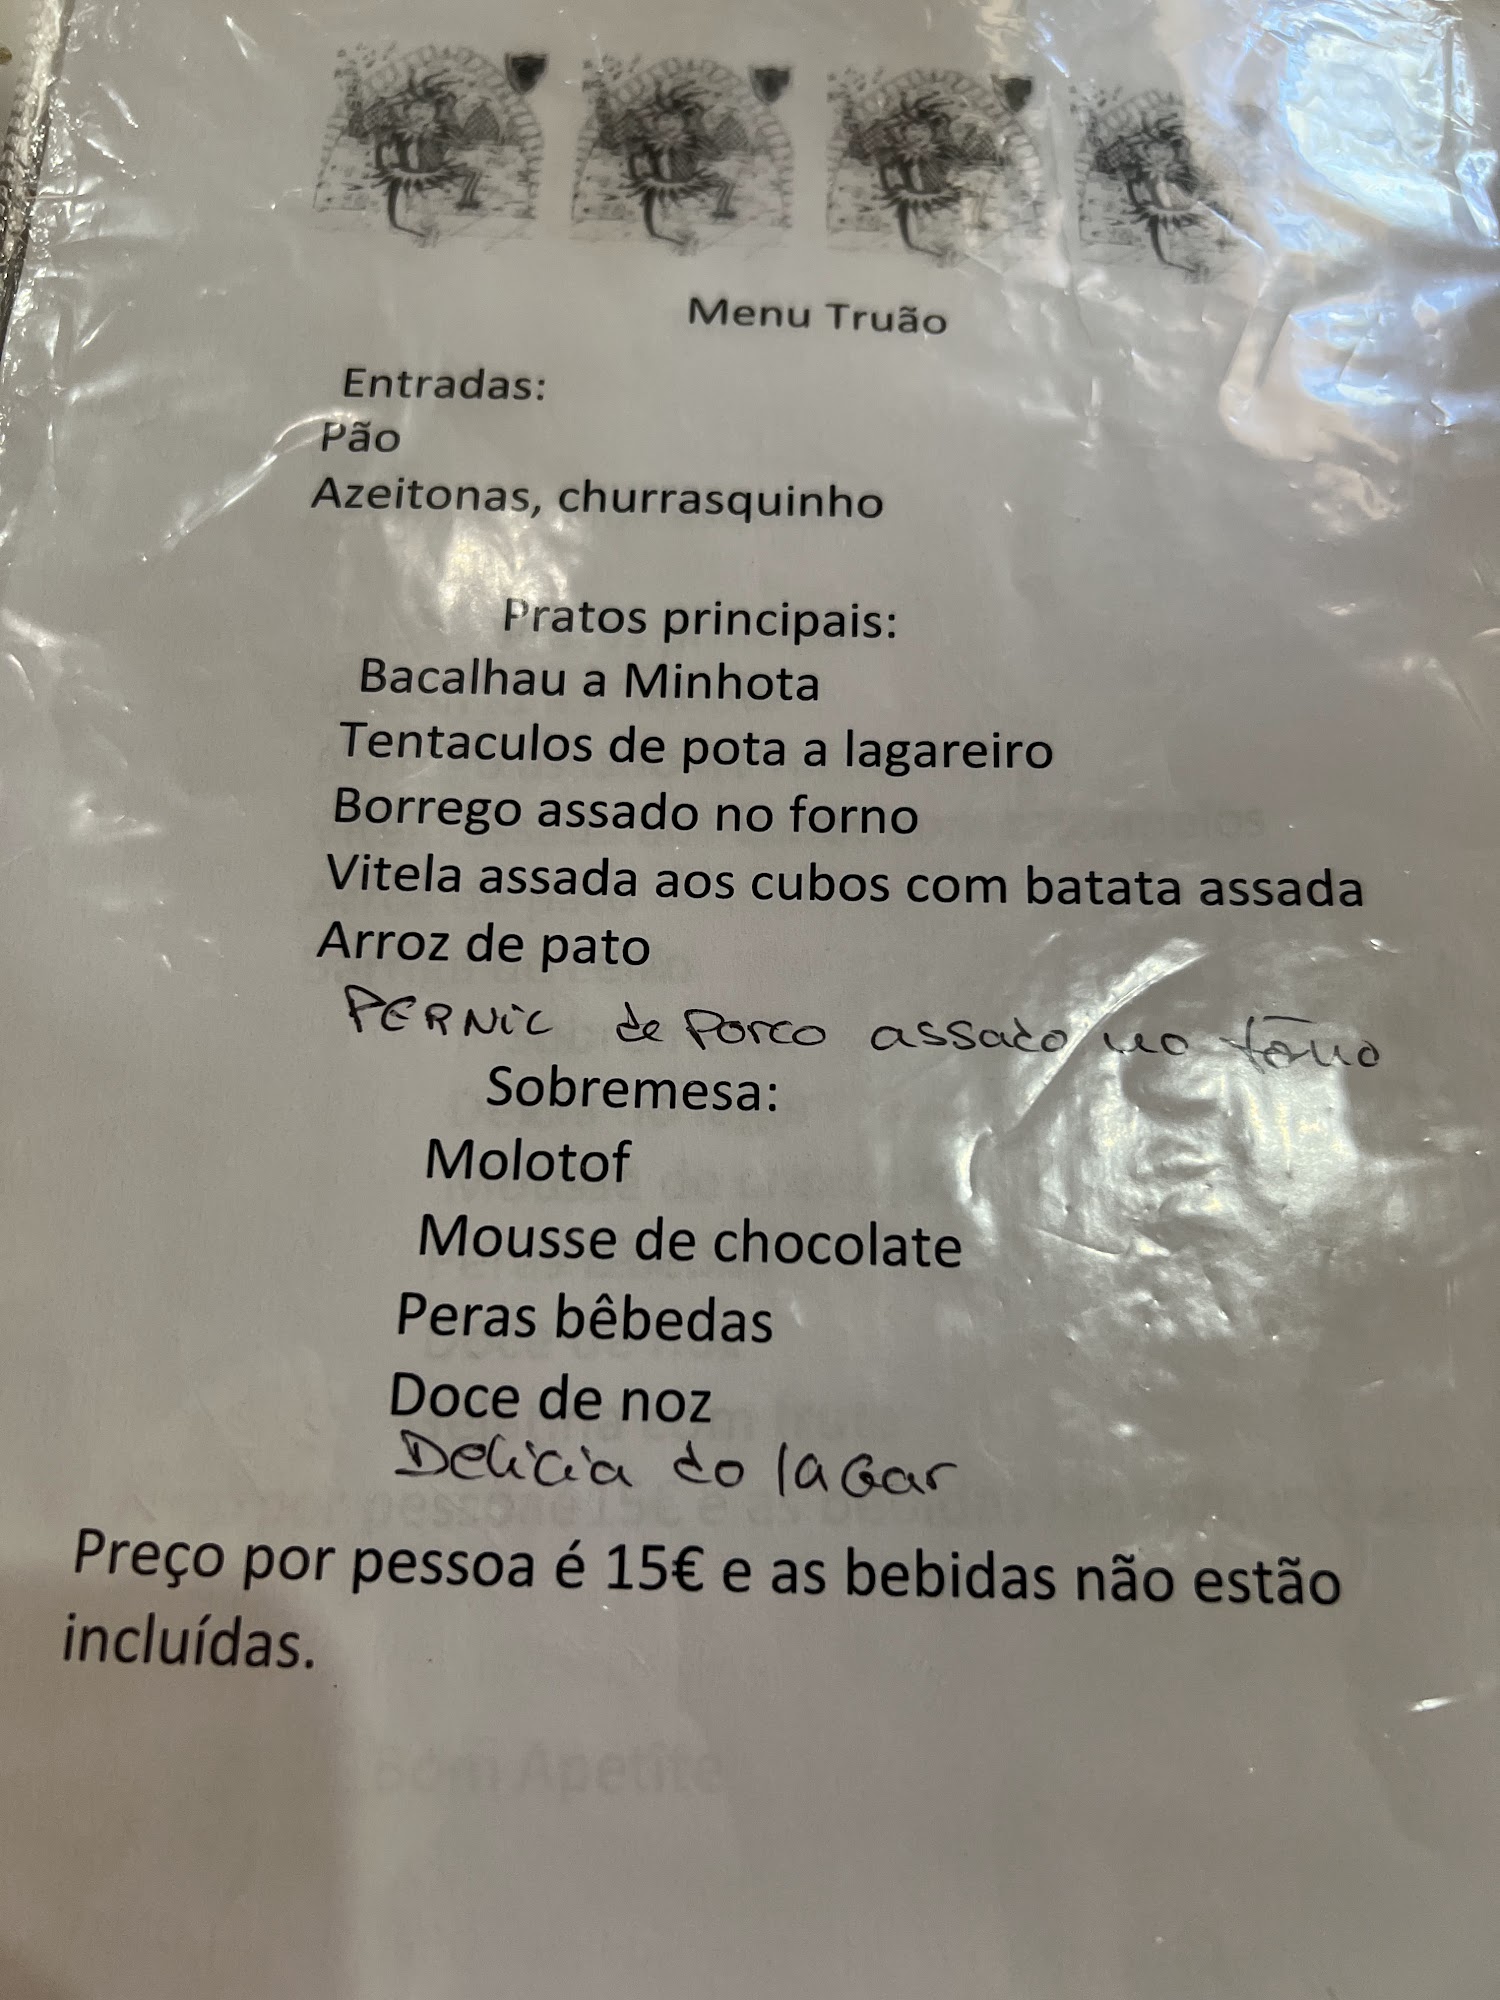 Menu Truão
Entradas:
Pão
Azeitonas, churrasquinho
Pratos principais:
Bacalhau a Minhota
Tentaculos de pota a lagareiro
Borrego assado no forno
Vitela assada aos cubos com batata assada
Arroz de pato
PERNIL de Porco assado no forno
Sobremesa:
Molotof
Mousse de chocolate
Peras bêbedas
Doce de noz
Delicia do lagar
Preço por pessoa é 15€ e as bebidas não estão
incluídas.
Bom Apetite